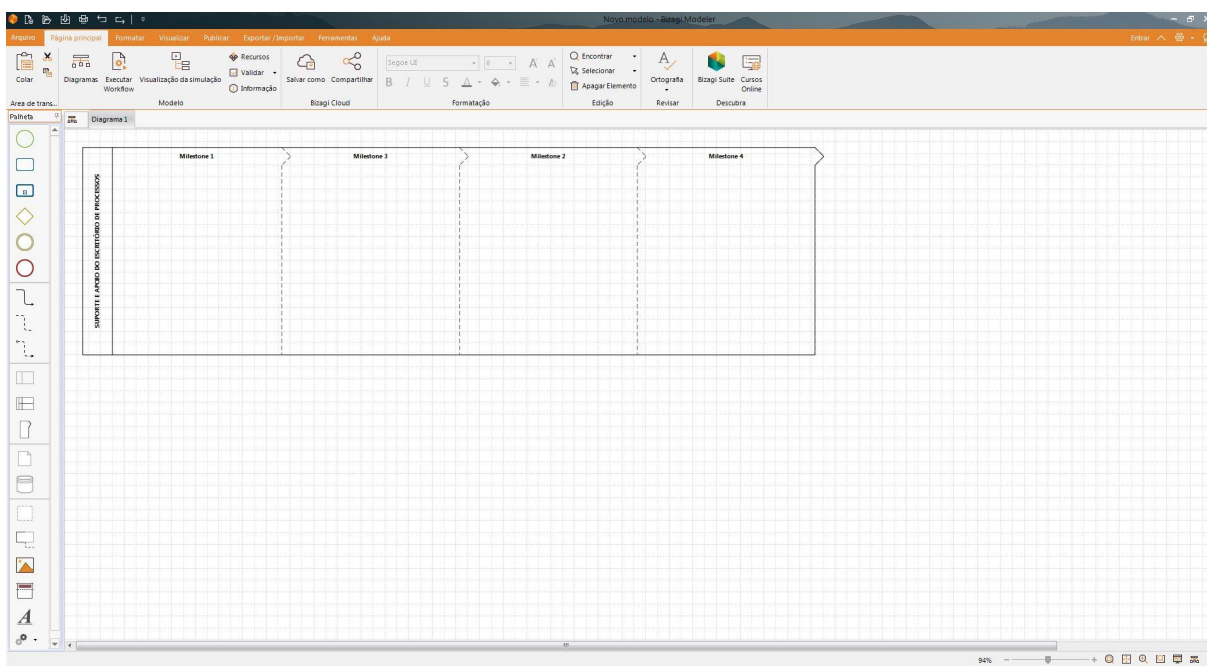 Novo modelo - Bizagi Modeler
Arquivo Página principal Formatar Visualizar Publicar Exportar / Importar Ferramentas Ajuda Entrar
Colar
Diagramas
Executar Workflow
Visualização da simulação
Recursos
Validar
Informação
Salvar como
Compartilhar
Segoe UI 8
B I U S A
Encontrar
Selecionar
Apagar Elemento
Ortografia
Bizagi Suite
Cursos Online
Area de trans... Modelo Bizagi Cloud Formatação Edição Revisar Descubra
Palheta
Diagrama 1
Milestone 1 Milestone 3 Milestone 2 Milestone 4
SUPORTE E APOIO DO ESCRITÓRIO DE PROCESSOS
A
94%